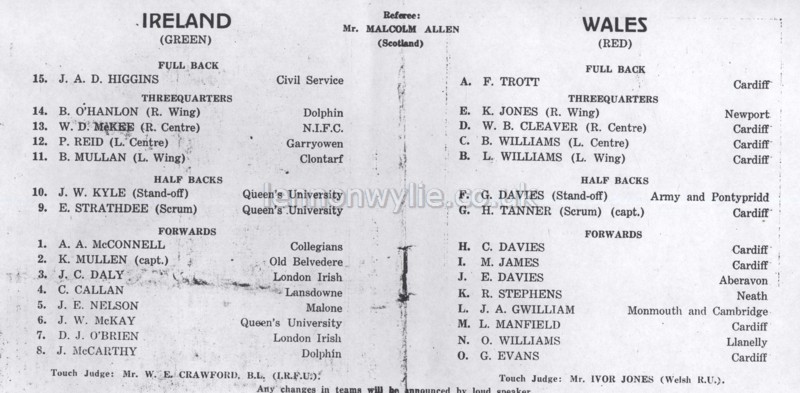 IRELAND
(GREEN)
FULL BACK
15. J. A. D. HIGGINS Civil Service
THREEQUARTERS
14. B. O'HANLON (R. Wing) Dolphin
13. W. D. McKEE (R. Centre) N.I.F.C.
12. P. REID (L. Centre) Garryowen
11. B. MULLAN (L. Wing) Clontarf
HALF BACKS
10. J. W. KYLE (Stand-off) Queen's University
9. E. STRATHDEE (Scrum) Queen's University
FORWARDS
1. A. A. McCONNELL Collegians
2. K. MULLEN (capt.) Old Belvedere
3. J. C. DALY London Irish
4. C. CALLAN Lansdowne
5. J. E. NELSON Malone
6. J. W. McKAY Queen's University
7. D. J. O'BRIEN London Irish
8. J. McCARTHY Dolphin
Touch Judge: Mr. W. E. CRAWFORD, B.L. (I.R.F.U.).
Referee:
Mr. MALCOLM ALLEN
(Scotland)
WALES
(RED)
FULL BACK
A. F. TROTT Cardiff
THREEQUARTERS
E. K. JONES (R. Wing) Newport
D. W. B. CLEAVER (R. Centre) Cardiff
C. B. WILLIAMS (L. Centre) Cardiff
B. L. WILLIAMS (L. Wing) Cardiff
HALF BACKS
F. G. DAVIES (Stand-off) Army and Pontypridd
G. H. TANNER (Scrum) (capt.) Cardiff
FORWARDS
H. C. DAVIES Cardiff
I. M. JAMES Cardiff
J. E. DAVIES Aberavon
K. R. STEPHENS Neath
L. J. A. GWILLIAM Monmouth and Cambridge
M. L. MANFIELD Cardiff
N. O. WILLIAMS Llanelly
O. G. EVANS Cardiff
Touch Judge: Mr. IVOR JONES (Welsh R.U.).
Any changes in teams will be announced by loud speaker
lennonwylie.co.uk